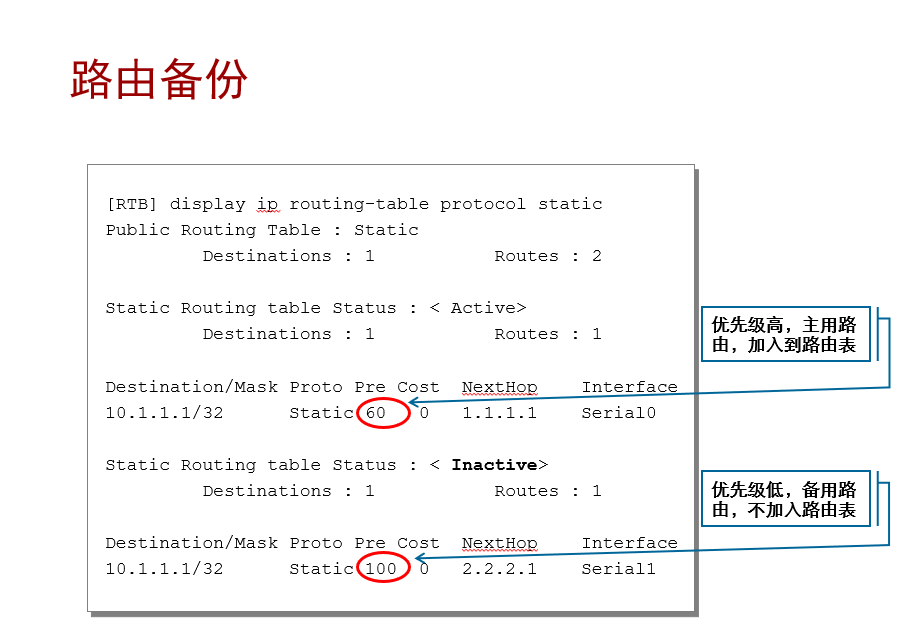 路由备份
[RTB] display ip routing-table protocol static
Public Routing Table : Static
Destinations : 1 Routes : 2
Static Routing table Status : < Active>
Destinations : 1 Routes : 1
Destination/Mask Proto Pre Cost NextHop Interface
10.1.1.1/32 Static 60 0 1.1.1.1 Serial0
优先级高，主用路
由，加入到路由表
Static Routing table Status : < Inactive>
Destinations : 1 Routes : 1
Destination/Mask Proto Pre Cost NextHop Interface
10.1.1.1/32 Static 100 0 2.2.2.1 Serial1
优先级低，备用路
由，不加入路由表